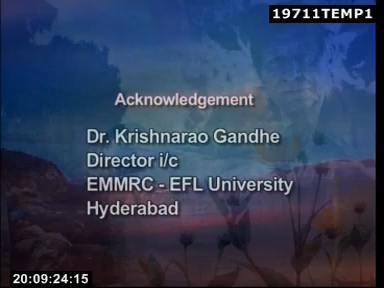 19711TEMP1
Acknowledgement
Dr. Krishnarao Gandhe
Director i/c
EMMRC - EFL University
Hyderabad
20:09:24:15